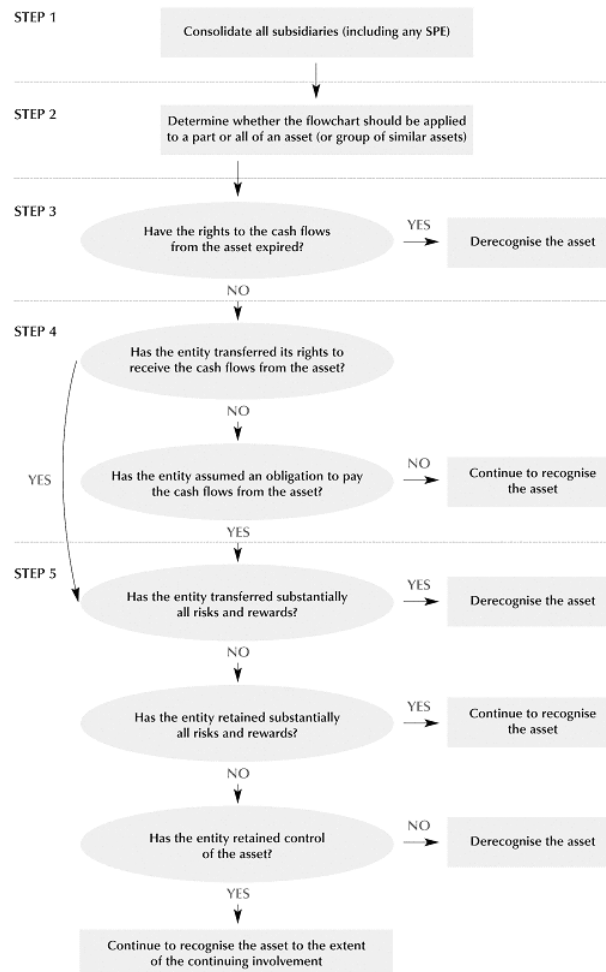 STEP 1
Consolidate all subsidiaries (including any SPE)
STEP 2
Determine whether the flowchart should be applied
to a part or all of an asset (or group of similar assets)
STEP 3
Have the rights to the cash flows
from the asset expired?
YES
Derecognise the asset
NO
STEP 4
Has the entity transferred its rights to
receive the cash flows from the asset?
NO
YES
Has the entity assumed an obligation to pay
the cash flows from the asset?
NO
Continue to recognise
the asset
YES
STEP 5
Has the entity transferred substantially
all risks and rewards?
YES
Derecognise the asset
NO
Has the entity retained substantially
all risks and rewards?
YES
Continue to recognise
the asset
NO
Has the entity retained control
of the asset?
NO
Derecognise the asset
YES
Continue to recognise the asset to the extent
of the continuing involvement